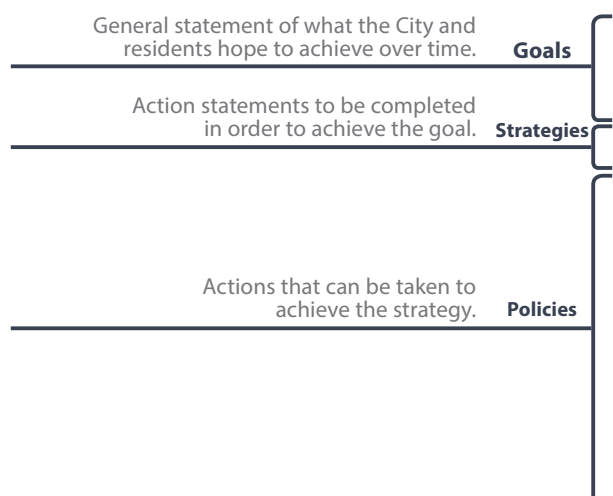 General statement of what the City and
residents hope to achieve over time.
Goals
Action statements to be completed
in order to achieve the goal.
Strategies
Actions that can be taken to
achieve the strategy.
Policies